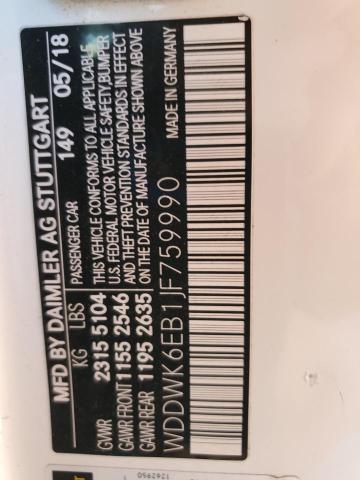 MFD BY DAIMLER AG STUTTGART
PASSENGER CAR 149 05/18
KG LBS
GVWR 2315 5104
GAWR FRONT 1155 2546
GAWR REAR 1195 2635
THIS VEHICLE CONFORMS TO ALL APPLICABLE
U.S. FEDERAL MOTOR VEHICLE SAFETY, BUMPER
AND THEFT PREVENTION STANDARDS IN EFFECT
ON THE DATE OF MANUFACTURE SHOWN ABOVE
WDDWK6EB1JF759990
MADE IN GERMANY
1262950